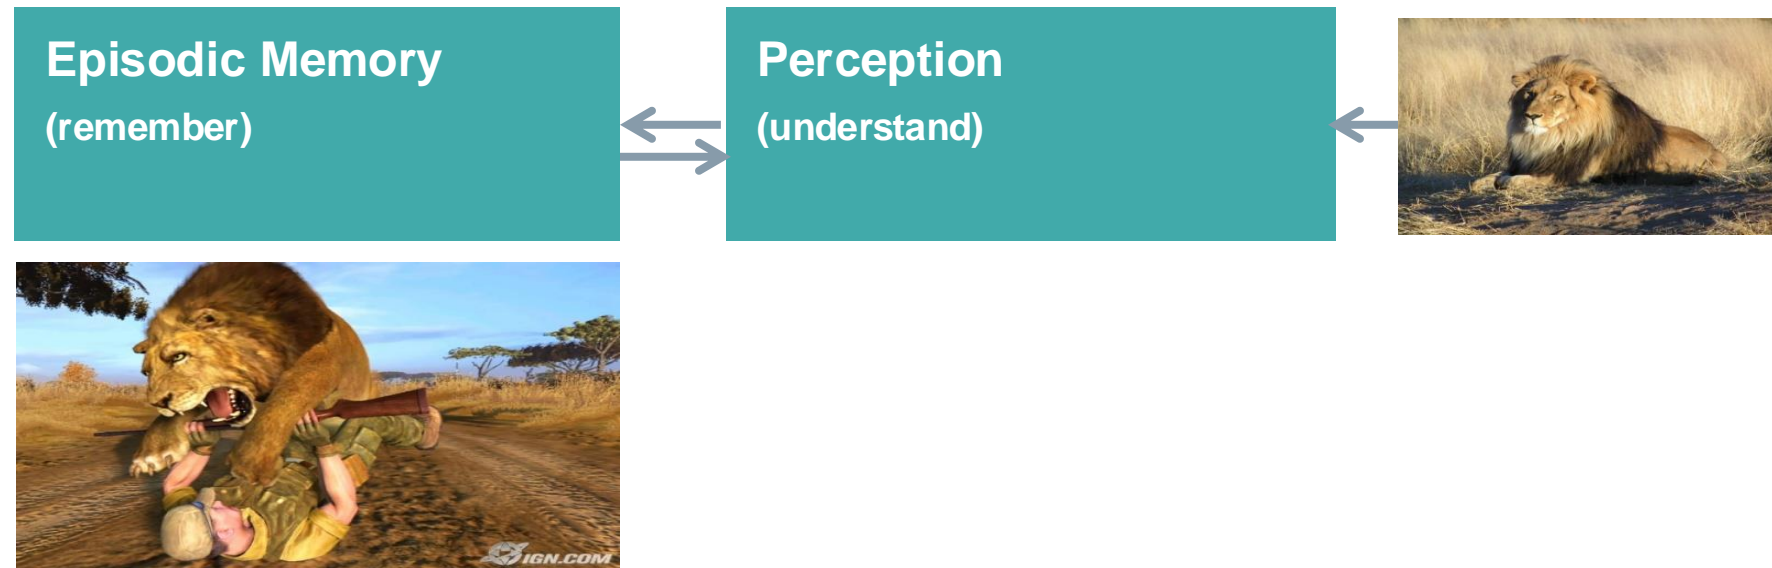 Episodic Memory
(remember)
Perception
(understand)
IGN.COM